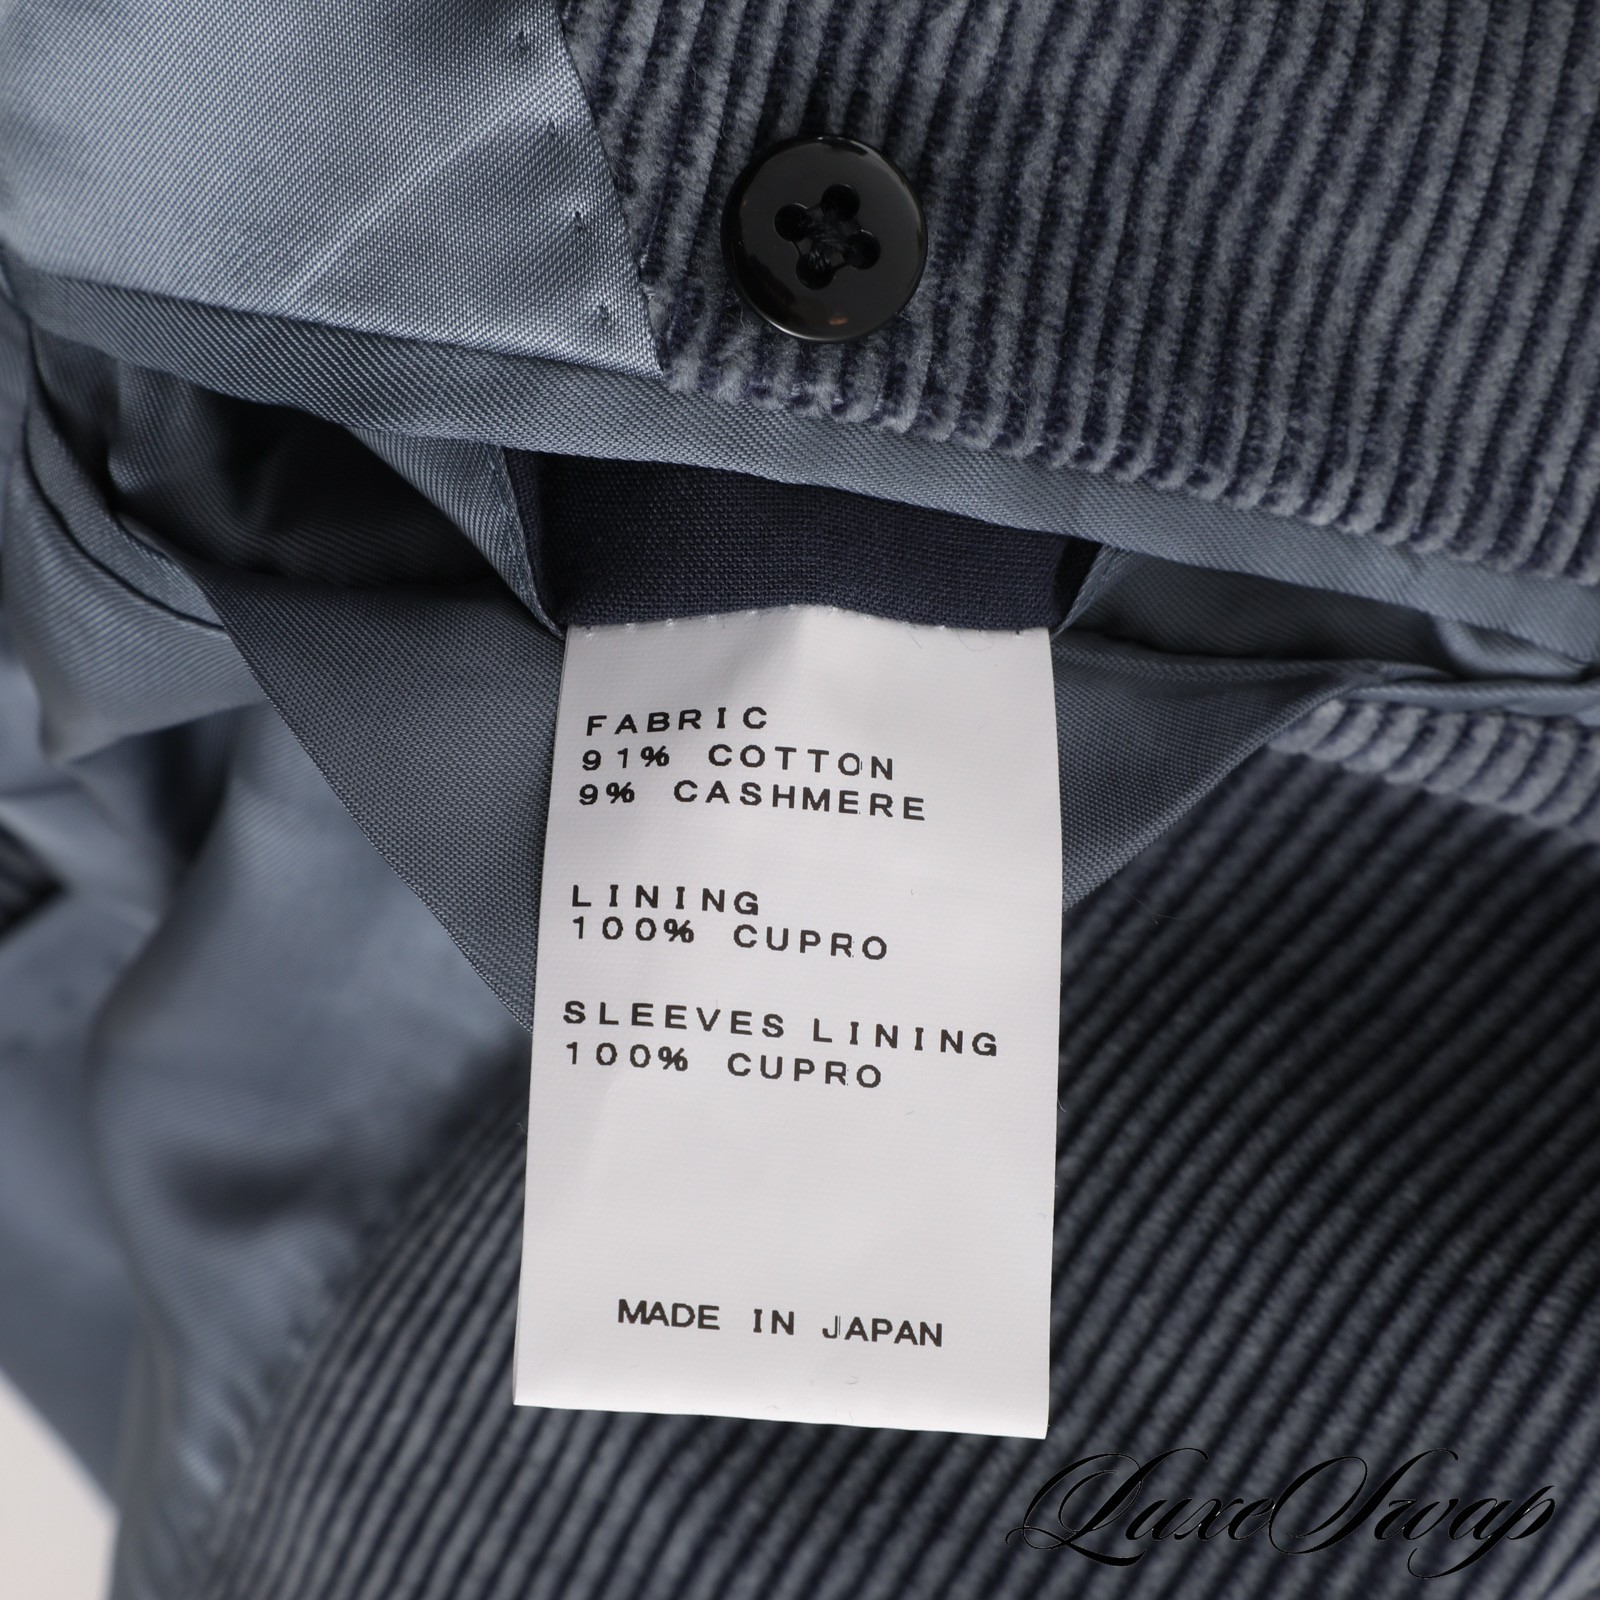 FABRIC
91% COTTON
9% CASHMERE
LINING
100% CUPRO
SLEEVES LINING
100% CUPRO
MADE IN JAPAN
LuxeSwap